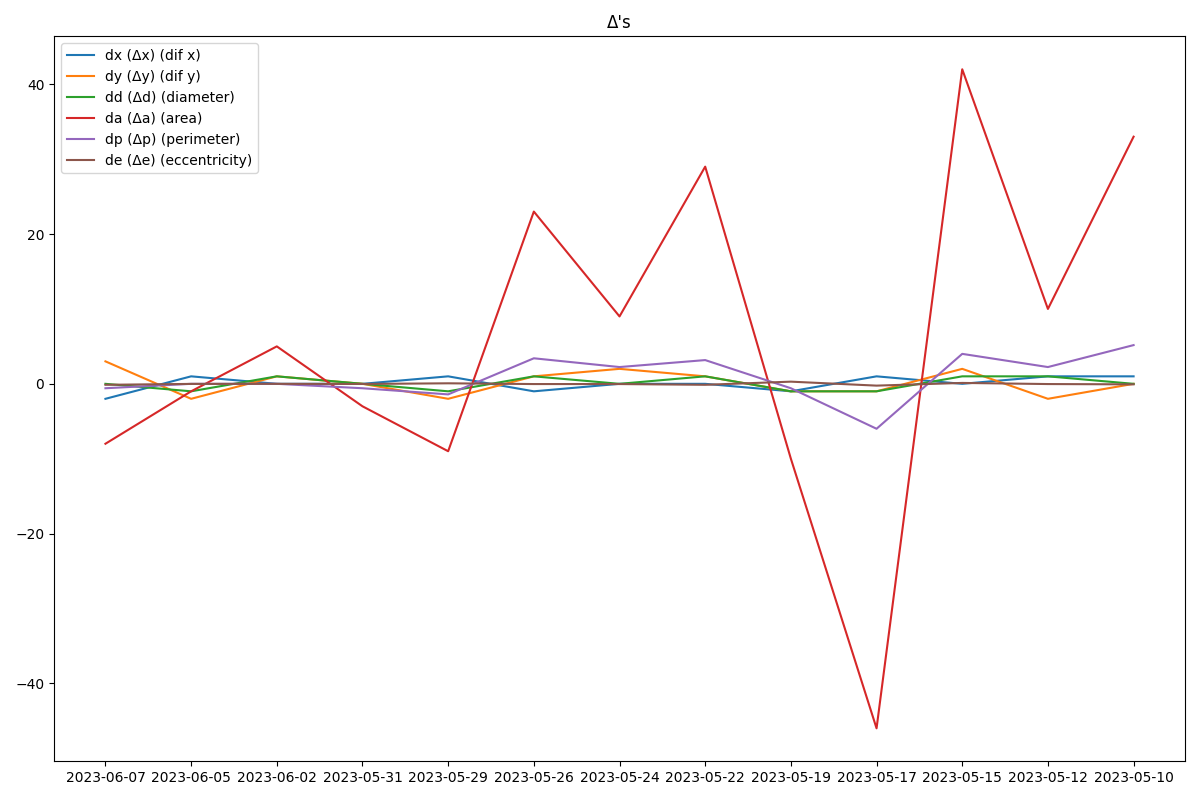 Δ's
dx (Δx) (dif x)
dy (Δy) (dif y)
dd (Δd) (diameter)
da (Δa) (area)
dp (Δp) (perimeter)
de (Δe) (eccentricity)
40
20
0
−20
−40
2023-06-07 2023-06-05 2023-06-02 2023-05-31 2023-05-29 2023-05-26 2023-05-24 2023-05-22 2023-05-19 2023-05-17 2023-05-15 2023-05-12 2023-05-10